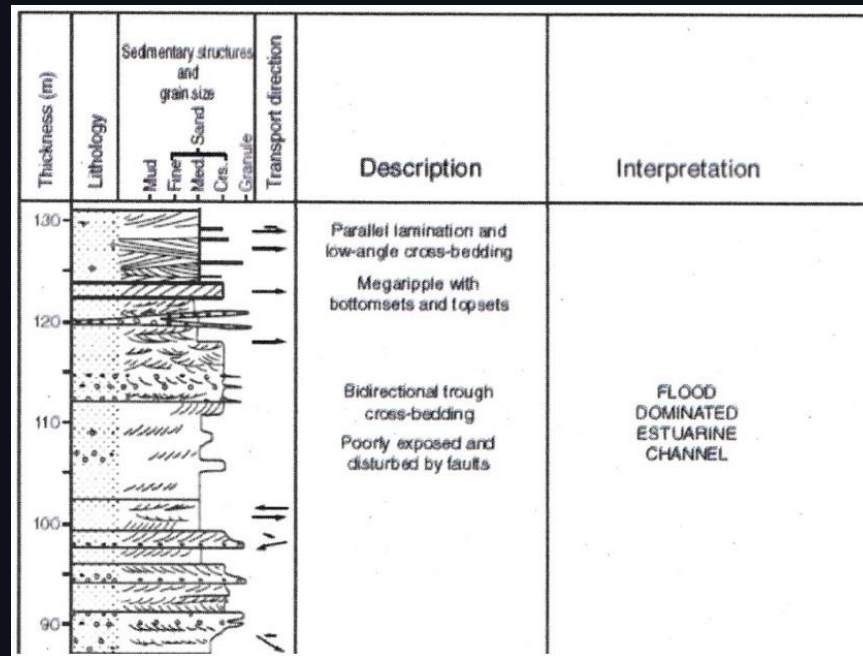 Thickness (m)
Lithology
Sedimentary structures
and
grain size
Mud
Fine
Med.
Sand
Crs.
Granule
Transport direction
Description
Interpretation
130
120
110
100
90
Parallel lamination and
low-angle cross-bedding
Megaripple with
bottomsets and topsets
Bidirectional trough
cross-bedding
Poorly exposed and
disturbed by faults
FLOOD
DOMINATED
ESTUARINE
CHANNEL